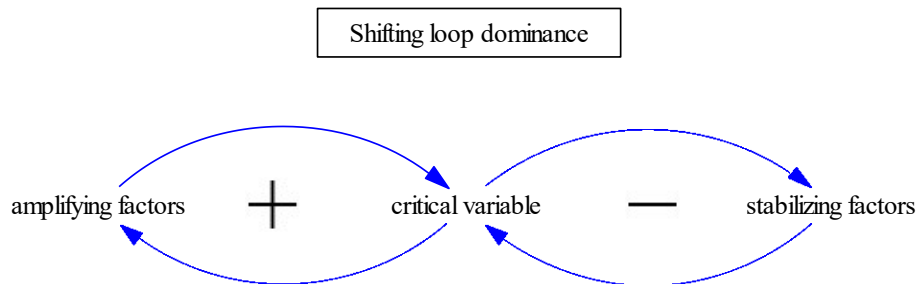 Shifting loop dominance
amplifying factors + critical variable — stabilizing factors